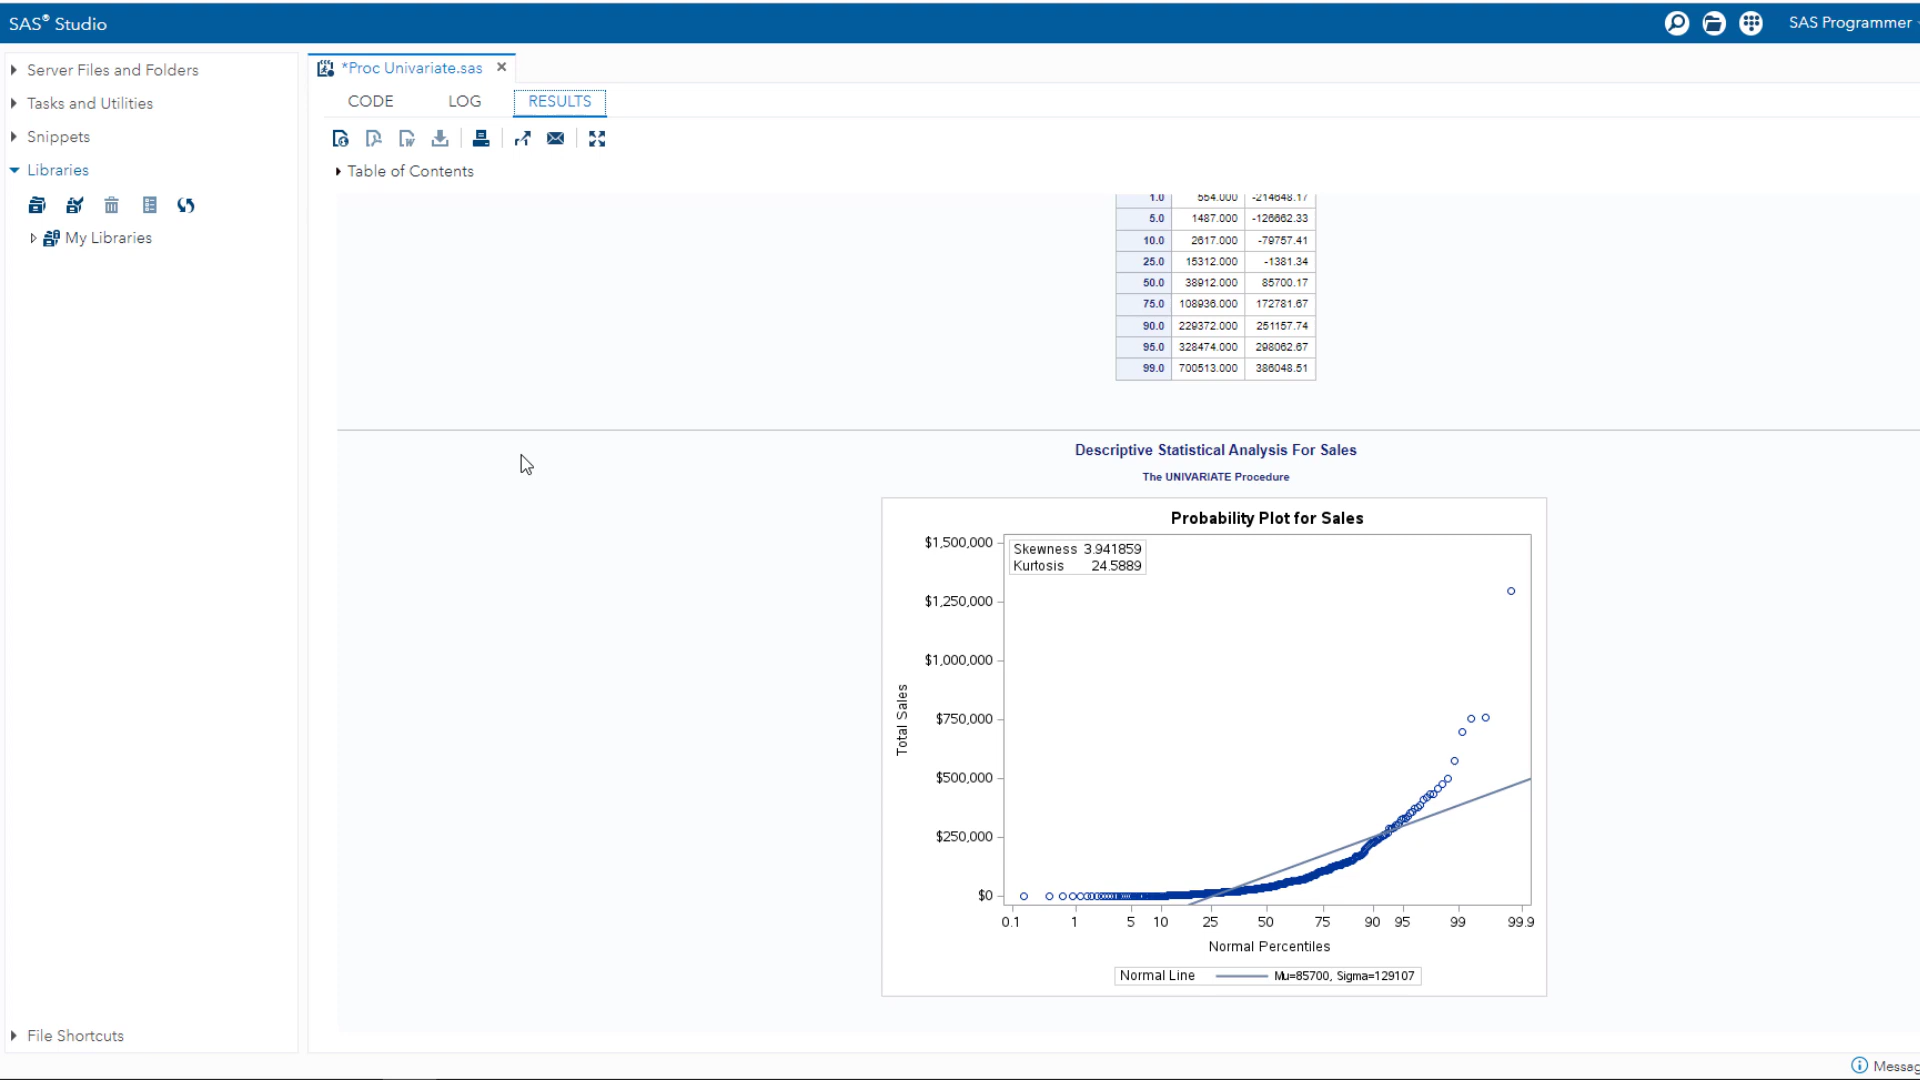 SAS® Studio
SAS Programmer
Server Files and Folders
Tasks and Utilities
Snippets
Libraries
My Libraries
File Shortcuts
*Proc Univariate.sas
CODE LOG RESULTS
Table of Contents
1.0 554.000 -214648.17
5.0 1487.000 -126662.33
10.0 2617.000 -79757.41
25.0 15312.000 -1381.34
50.0 38912.000 85700.17
75.0 108936.000 172781.67
90.0 229372.000 251157.74
95.0 328474.000 298062.67
99.0 700513.000 386048.51
Descriptive Statistical Analysis For Sales
The UNIVARIATE Procedure
Probability Plot for Sales
Skewness 3.941859
Kurtosis 24.5889
$1,500,000
$1,250,000
$1,000,000
$750,000
$500,000
$250,000
$0
Total Sales
0.1 1 5 10 25 50 75 90 95 99 99.9
Normal Percentiles
Normal Line Mu=85700, Sigma=129107